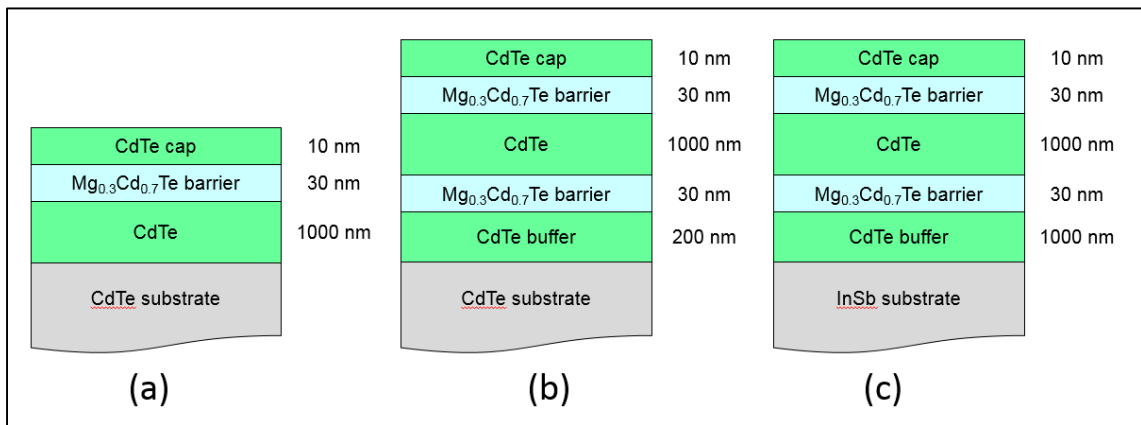 CdTe cap 10 nm
Mg₀.₃Cd₀.₇Te barrier 30 nm
CdTe 1000 nm
CdTe substrate
(a)
CdTe cap 10 nm
Mg₀.₃Cd₀.₇Te barrier 30 nm
CdTe 1000 nm
Mg₀.₃Cd₀.₇Te barrier 30 nm
CdTe buffer 200 nm
CdTe substrate
(b)
CdTe cap 10 nm
Mg₀.₃Cd₀.₇Te barrier 30 nm
CdTe 1000 nm
Mg₀.₃Cd₀.₇Te barrier 30 nm
CdTe buffer 1000 nm
InSb substrate
(c)